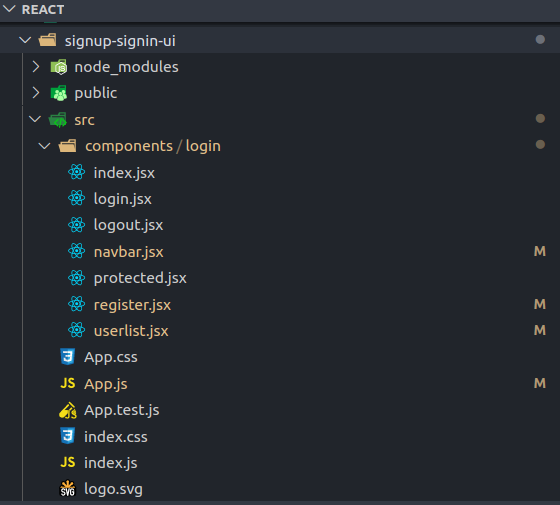 REACT
signup-signin-ui
node_modules
public
src
components / login
index.jsx
login.jsx
logout.jsx
navbar.jsx M
protected.jsx
register.jsx M
userlist.jsx M
App.css
JS App.js M
App.test.js
index.css
JS index.js
SVG logo.svg